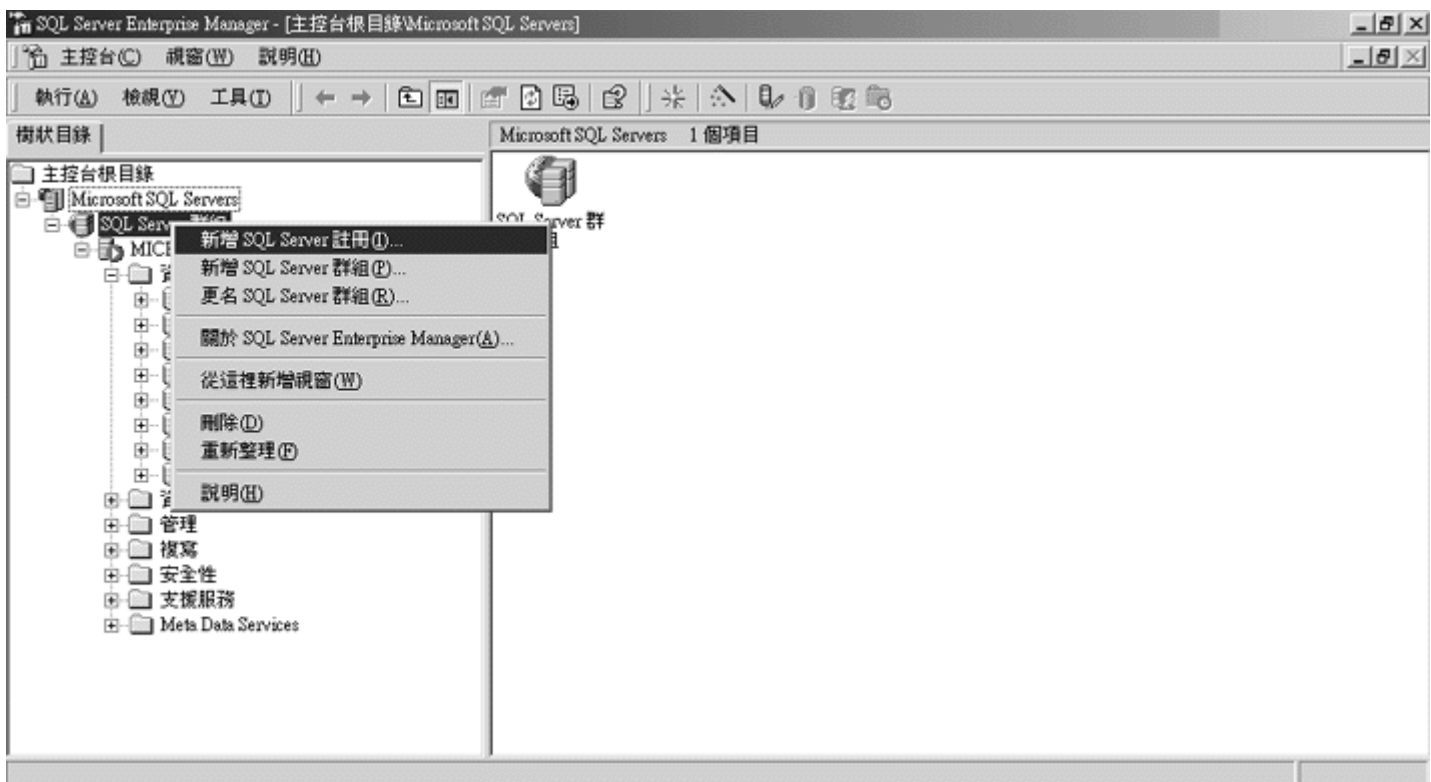 SQL Server Enterprise Manager - [主控台根目錄\Microsoft SQL Servers]
主控台(C) 視窗(W) 說明(H)
執行(A) 檢視(V) 工具(T)
樹狀目錄
Microsoft SQL Servers 1 個項目
主控台根目錄
Microsoft SQL Servers
SQL Server 群組
SQL Server 群
組
新增 SQL Server 註冊(I)...
新增 SQL Server 群組(P)...
更名 SQL Server 群組(R)...
關於 SQL Server Enterprise Manager(A)...
從這裡新增視窗(W)
刪除(D)
重新整理(F)
說明(H)
管理
複寫
安全性
支援服務
Meta Data Services